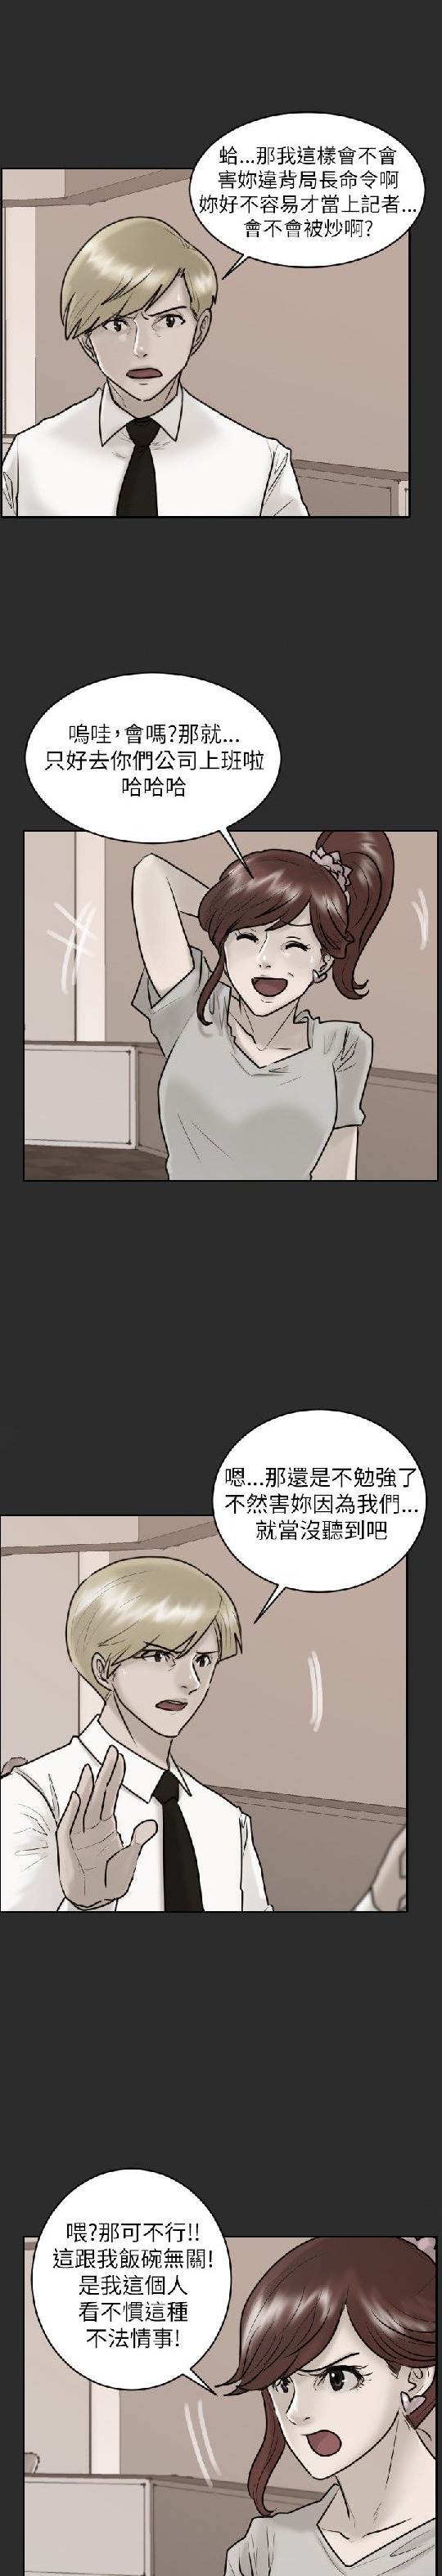 蛤...那我這樣會不會
害妳違背局長命令啊
妳好不容易才當上記者...
會不會被炒啊?
嗚哇,會嗎?那就...
只好去你們公司上班啦
哈哈哈
嗯...那還是不勉強了
不然害妳因為我們...
就當沒聽到吧
喂?那可不行!!
這跟我飯碗無關!
是我這個人
看不慣這種
不法情事!